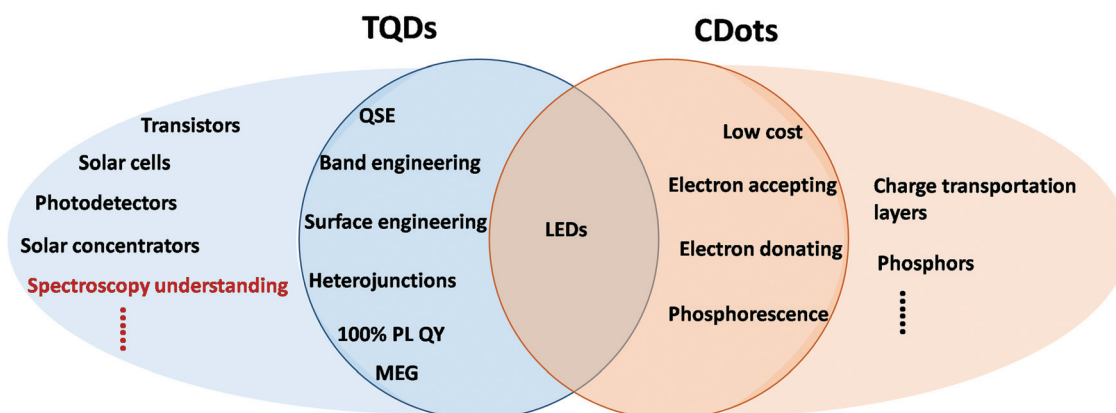 TQDs
CDots
Transistors
Solar cells
Photodetectors
Solar concentrators
Spectroscopy understanding
QSE
Band engineering
Surface engineering
Heterojunctions
100% PL QY
MEG
LEDs
Low cost
Electron accepting
Electron donating
Phosphorescence
Charge transportation
layers
Phosphors